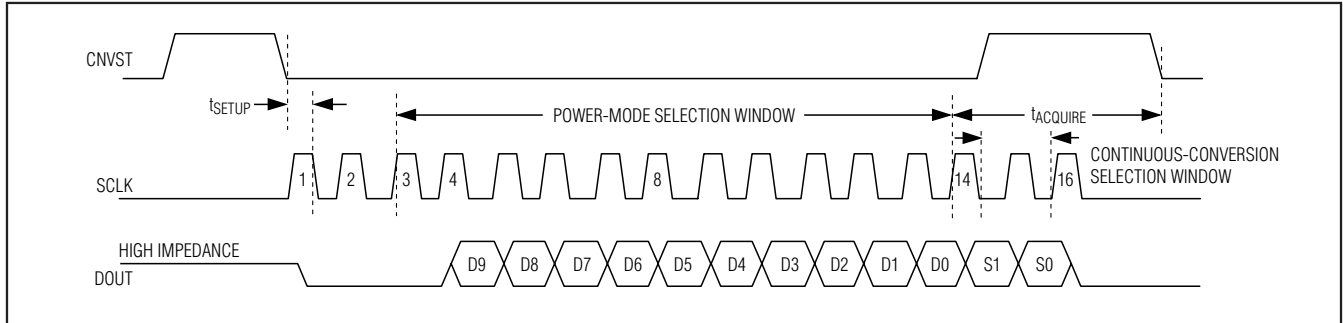 CNVST
tSETUP
POWER-MODE SELECTION WINDOW
tACQUIRE
CONTINUOUS-CONVERSION
SELECTION WINDOW
SCLK
1 2 3 4 8 14 16
HIGH IMPEDANCE
DOUT
D9 D8 D7 D6 D5 D4 D3 D2 D1 D0 S1 S0